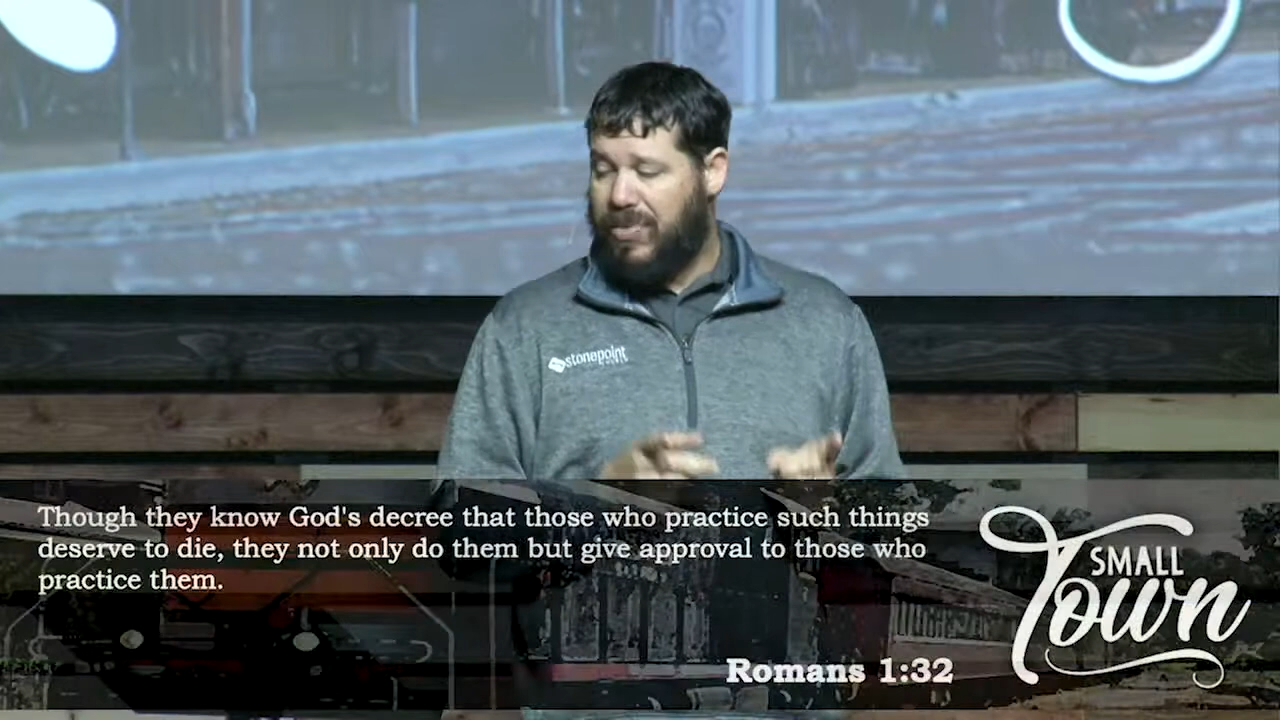 stonepoint
Though they know God's decree that those who practice such things
deserve to die, they not only do them but give approval to those who
practice them.
Romans 1:32
SMALL
Town